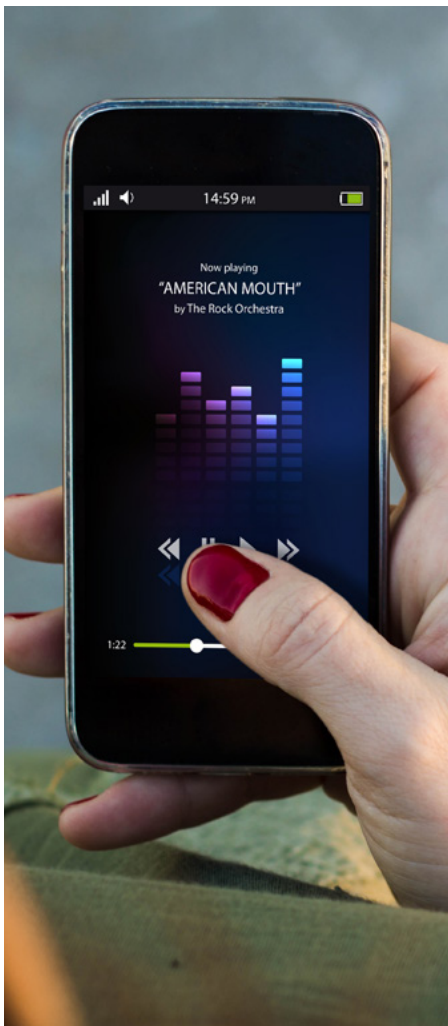 14:59 PM
Now playing
“AMERICAN MOUTH”
by The Rock Orchestra
1:22